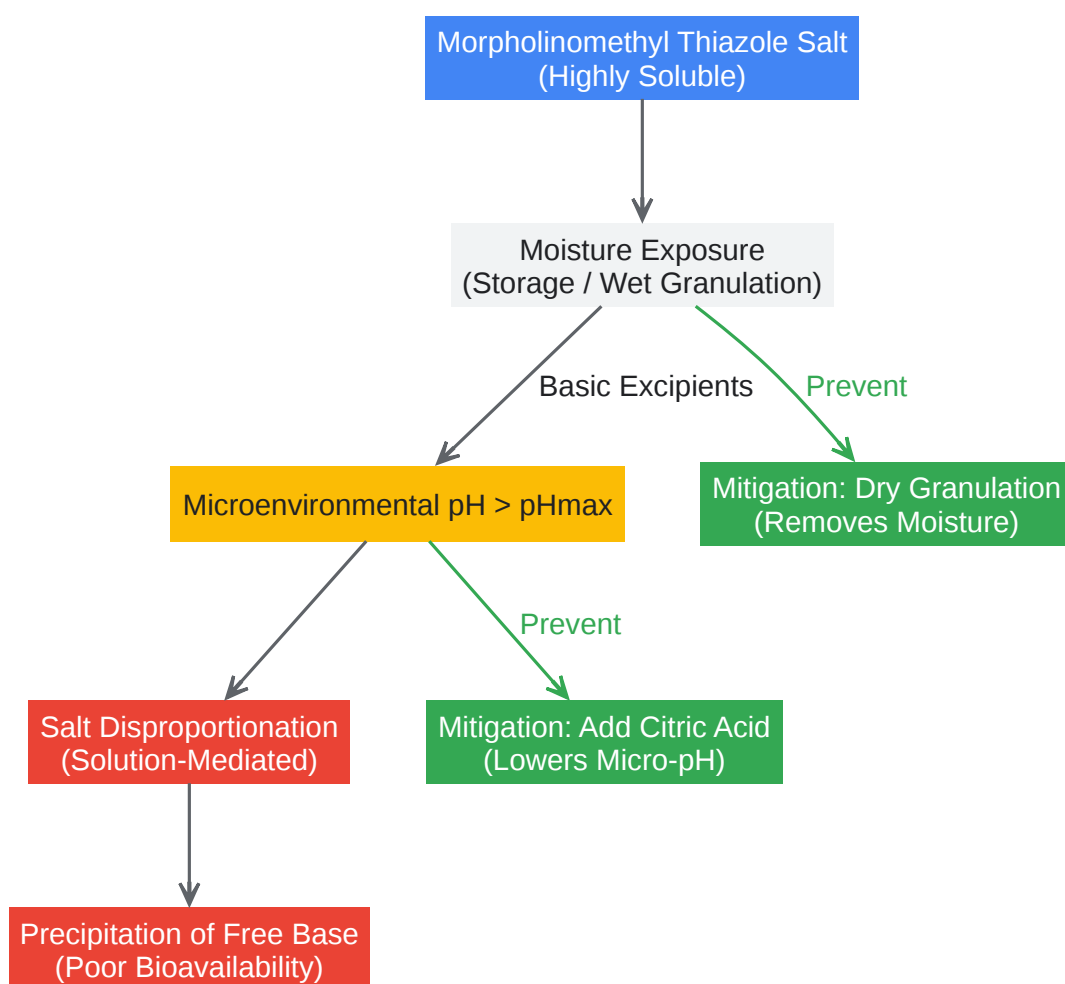 Morpholinomethyl Thiazole Salt
(Highly Soluble)
Moisture Exposure
(Storage / Wet Granulation)
Basic Excipients
Prevent
Microenvironmental pH > pHmax
Mitigation: Dry Granulation
(Removes Moisture)
Prevent
Salt Disproportionation
(Solution-Mediated)
Mitigation: Add Citric Acid
(Lowers Micro-pH)
Precipitation of Free Base
(Poor Bioavailability)